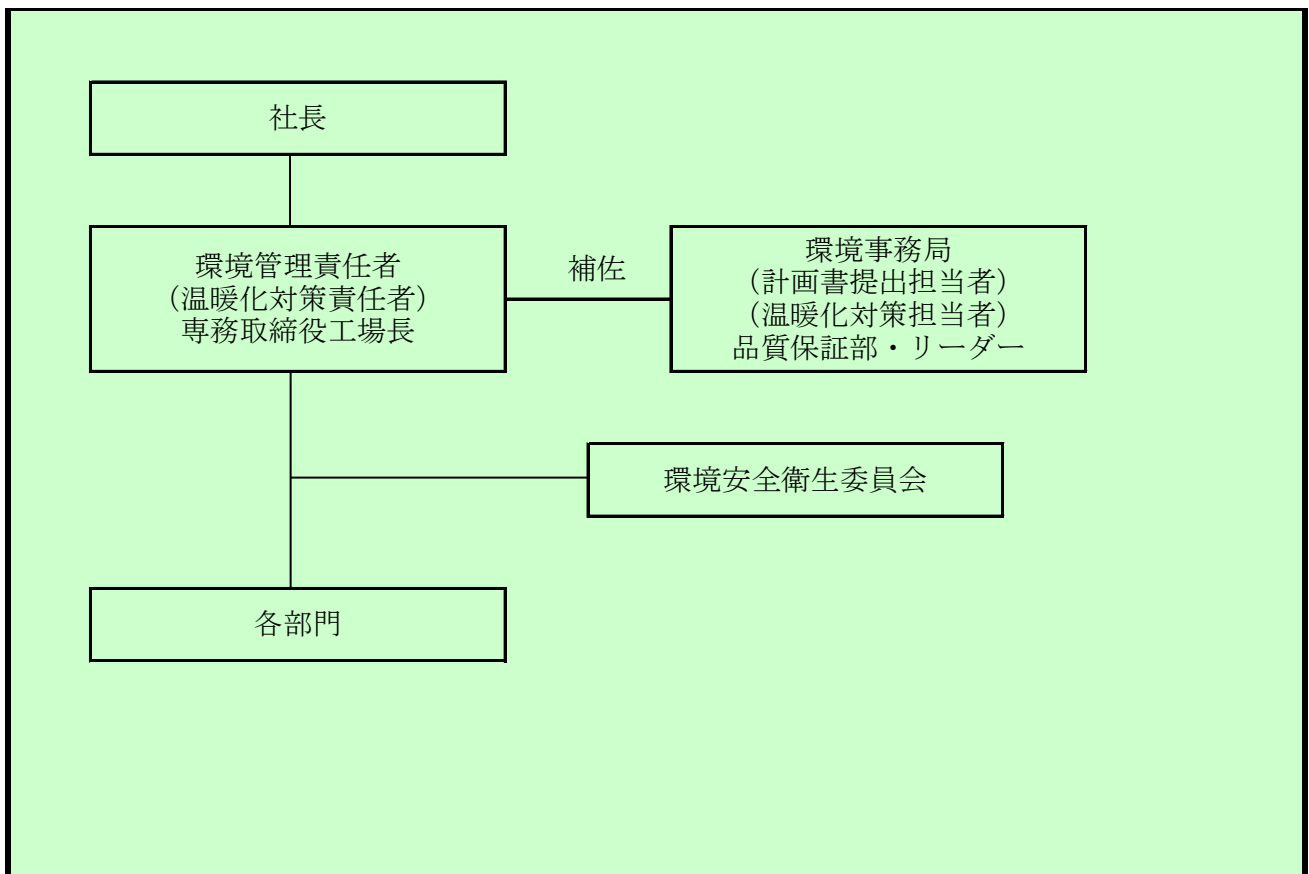 社長
環境管理責任者
（温暖化対策責任者）
専務取締役工場長
補佐
環境事務局
（計画書提出担当者）
（温暖化対策担当者）
品質保証部・リーダー
環境安全衛生委員会
各部門